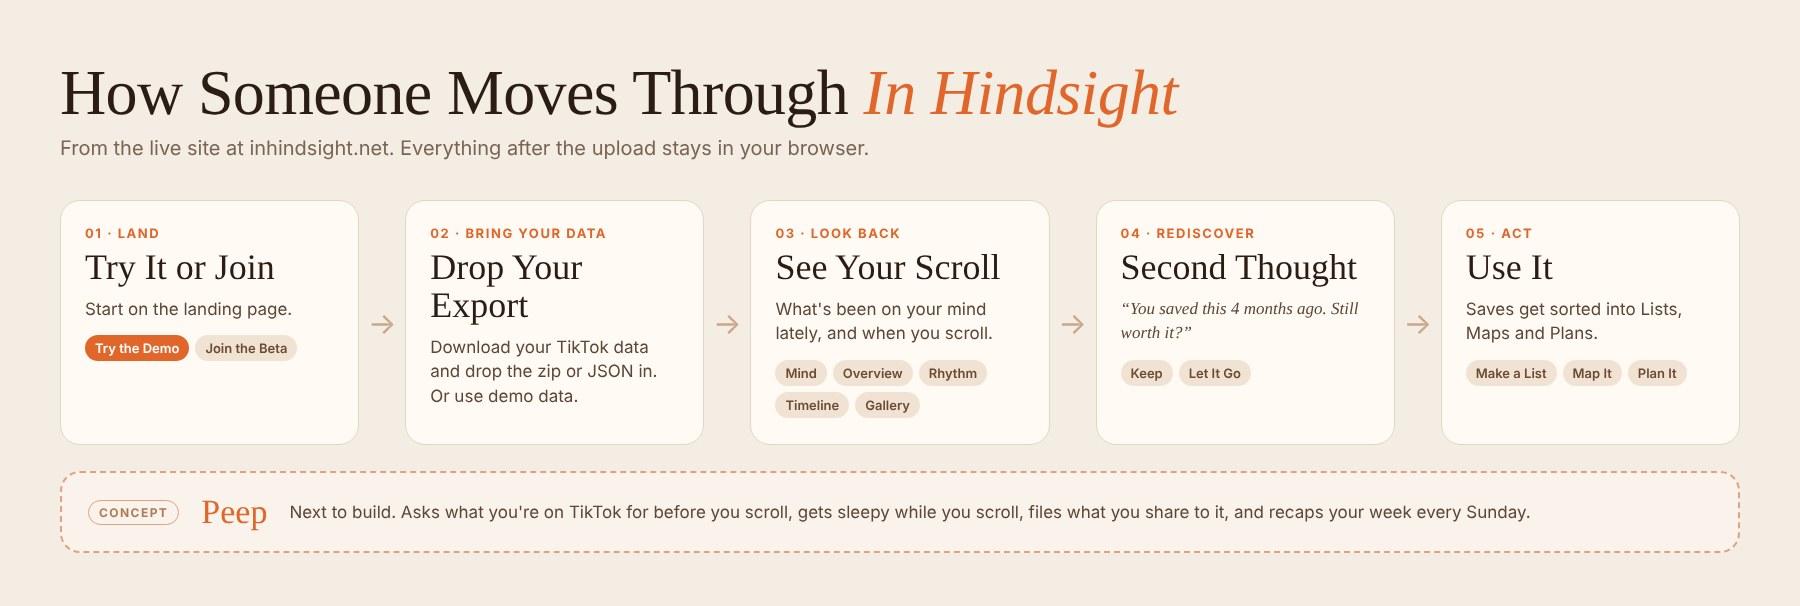 How Someone Moves Through In Hindsight
From the live site at inhindsight.net. Everything after the upload stays in your browser.
01 · LAND
Try It or Join
Start on the landing page.
Try the Demo
Join the Beta
→
02 · BRING YOUR DATA
Drop Your
Export
Download your TikTok data
and drop the zip or JSON in.
Or use demo data.
→
03 · LOOK BACK
See Your Scroll
What's been on your mind
lately, and when you scroll.
Mind
Overview
Rhythm
Timeline
Gallery
→
04 · REDISCOVER
Second Thought
“You saved this 4 months ago. Still
worth it?”
Keep
Let It Go
→
05 · ACT
Use It
Saves get sorted into Lists,
Maps and Plans.
Make a List
Map It
Plan It
CONCEPT
Peep
Next to build. Asks what you're on TikTok for before you scroll, gets sleepy while you scroll, files what you share to it, and recaps your week every Sunday.